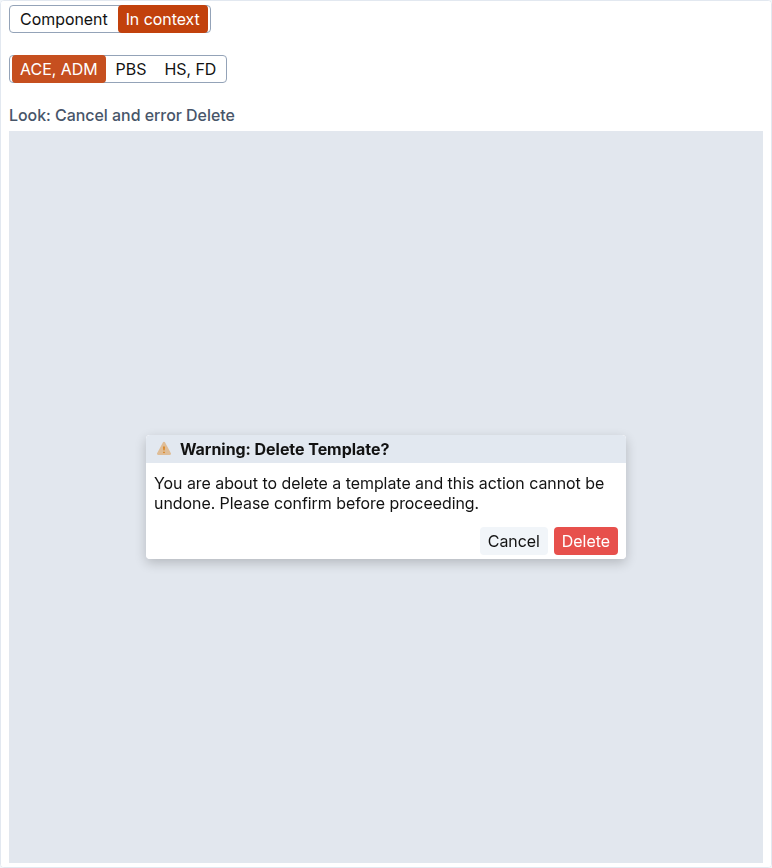 Component In context
ACE, ADM PBS HS, FD
Look: Cancel and error Delete
Warning: Delete Template?
You are about to delete a template and this action cannot be
undone. Please confirm before proceeding.
Cancel Delete